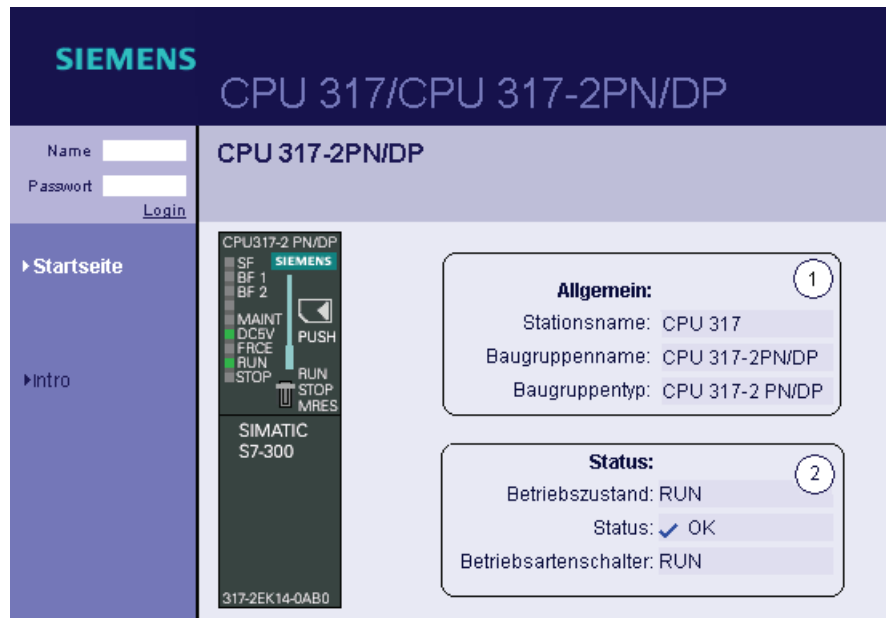 SIEMENS
CPU 317/CPU 317-2PN/DP
Name
Passwort
Login
CPU 317-2PN/DP
Startseite
Intro
CPU317-2 PN/DP
SIEMENS
SF
BF 1
BF 2
MAINT
DC5V
FRCE
RUN
STOP
PUSH
RUN
STOP
MRES
SIMATIC
S7-300
317-2EK14-0AB0
1
Allgemein:
Stationsname: CPU 317
Baugruppenname: CPU 317-2PN/DP
Baugruppentyp: CPU 317-2 PN/DP
2
Status:
Betriebszustand: RUN
Status: ✓ OK
Betriebsartenschalter: RUN